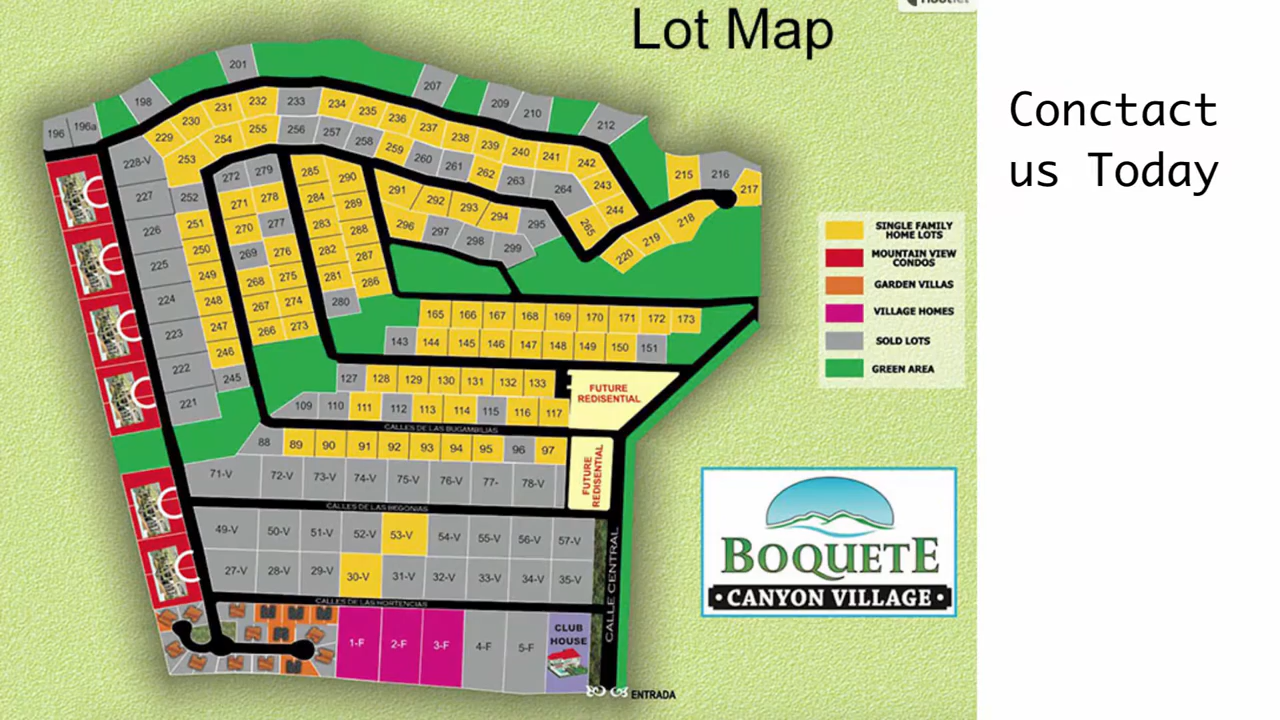 Lot Map
Conctact
us Today
201
207
198
209
210
212
196
196a
231
232
233
234
235
236
237
238
239
240
241
242
230
229
254
255
256
257
258
259
260
261
262
263
264
243
244
265
253
228-V
272
279
285
290
215
216
217
218
219
220
227
252
271
278
284
289
291
292
293
294
295
226
251
270
277
283
288
296
297
298
299
225
250
269
276
282
287
249
268
275
281
286
224
248
267
274
280
223
247
266
273
222
246
245
221
165
166
167
168
169
170
171
172
173
143
144
145
146
147
148
149
150
151
127
128
129
130
131
132
133
109
110
111
112
113
114
115
116
117
FUTURE
REDISENTIAL
CALLES DE LAS BUGAMBILIAS
88
89
90
91
92
93
94
95
96
97
71-V
72-V
73-V
74-V
75-V
76-V
77-
78-V
FUTURE
REDISENTIAL
CALLES DE LAS BEGONIAS
49-V
50-V
51-V
52-V
53-V
54-V
55-V
56-V
57-V
27-V
28-V
29-V
30-V
31-V
32-V
33-V
34-V
35-V
CALLES DE LAS HORTENCIAS
1-F
2-F
3-F
4-F
5-F
CLUB
HOUSE
CALLE CENTRAL
ENTRADA
SINGLE FAMILY
HOME LOTS
MOUNTAIN VIEW
CONDOS
GARDEN VILLAS
VILLAGE HOMES
SOLD LOTS
GREEN AREA
BOQUETE
• CANYON VILLAGE •